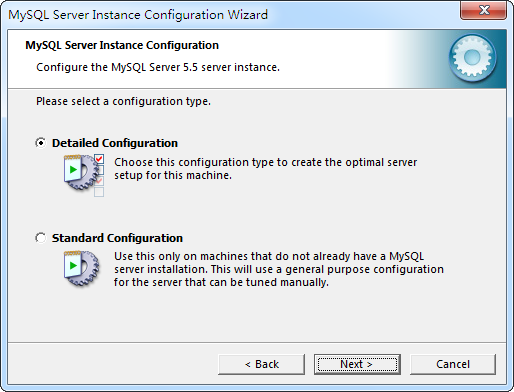 MySQL Server Instance Configuration Wizard
MySQL Server Instance Configuration
Configure the MySQL Server 5.5 server instance.
Please select a configuration type.
Detailed Configuration
Choose this configuration type to create the optimal server
setup for this machine.
Standard Configuration
Use this only on machines that do not already have a MySQL
server installation. This will use a general purpose configuration
for the server that can be tuned manually.
< Back
Next >
Cancel